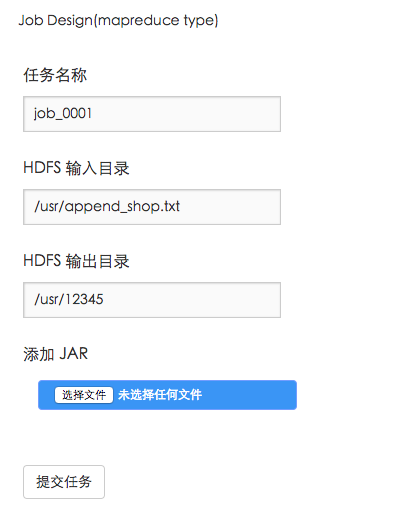 Job Design(mapreduce type)
任务名称
job_0001
HDFS 输入目录
/usr/append_shop.txt
HDFS 输出目录
/usr/12345
添加 JAR
选择文件 未选择任何文件
提交任务